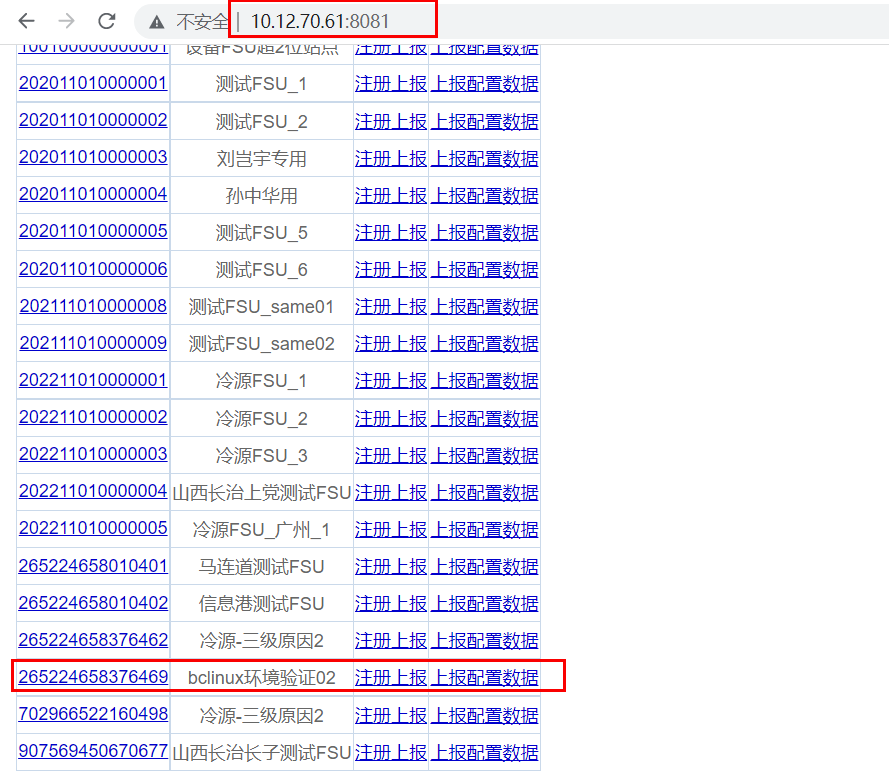 不安全 | 10.12.70.61:8081
100100000000001 设备FSU超2位站点 注册上报 上报配置数据
202011010000001 测试FSU_1 注册上报 上报配置数据
202011010000002 测试FSU_2 注册上报 上报配置数据
202011010000003 刘岂宇专用 注册上报 上报配置数据
202011010000004 孙中华用 注册上报 上报配置数据
202011010000005 测试FSU_5 注册上报 上报配置数据
202011010000006 测试FSU_6 注册上报 上报配置数据
202111010000008 测试FSU_same01 注册上报 上报配置数据
202111010000009 测试FSU_same02 注册上报 上报配置数据
202211010000001 冷源FSU_1 注册上报 上报配置数据
202211010000002 冷源FSU_2 注册上报 上报配置数据
202211010000003 冷源FSU_3 注册上报 上报配置数据
202211010000004 山西长治上党测试FSU 注册上报 上报配置数据
202211010000005 冷源FSU_广州_1 注册上报 上报配置数据
265224658010401 马连道测试FSU 注册上报 上报配置数据
265224658010402 信息港测试FSU 注册上报 上报配置数据
265224658376462 冷源-三级原因2 注册上报 上报配置数据
265224658376469 bclinux环境验证02 注册上报 上报配置数据
702966522160498 冷源-三级原因2 注册上报 上报配置数据
907569450670677 山西长治长子测试FSU 注册上报 上报配置数据